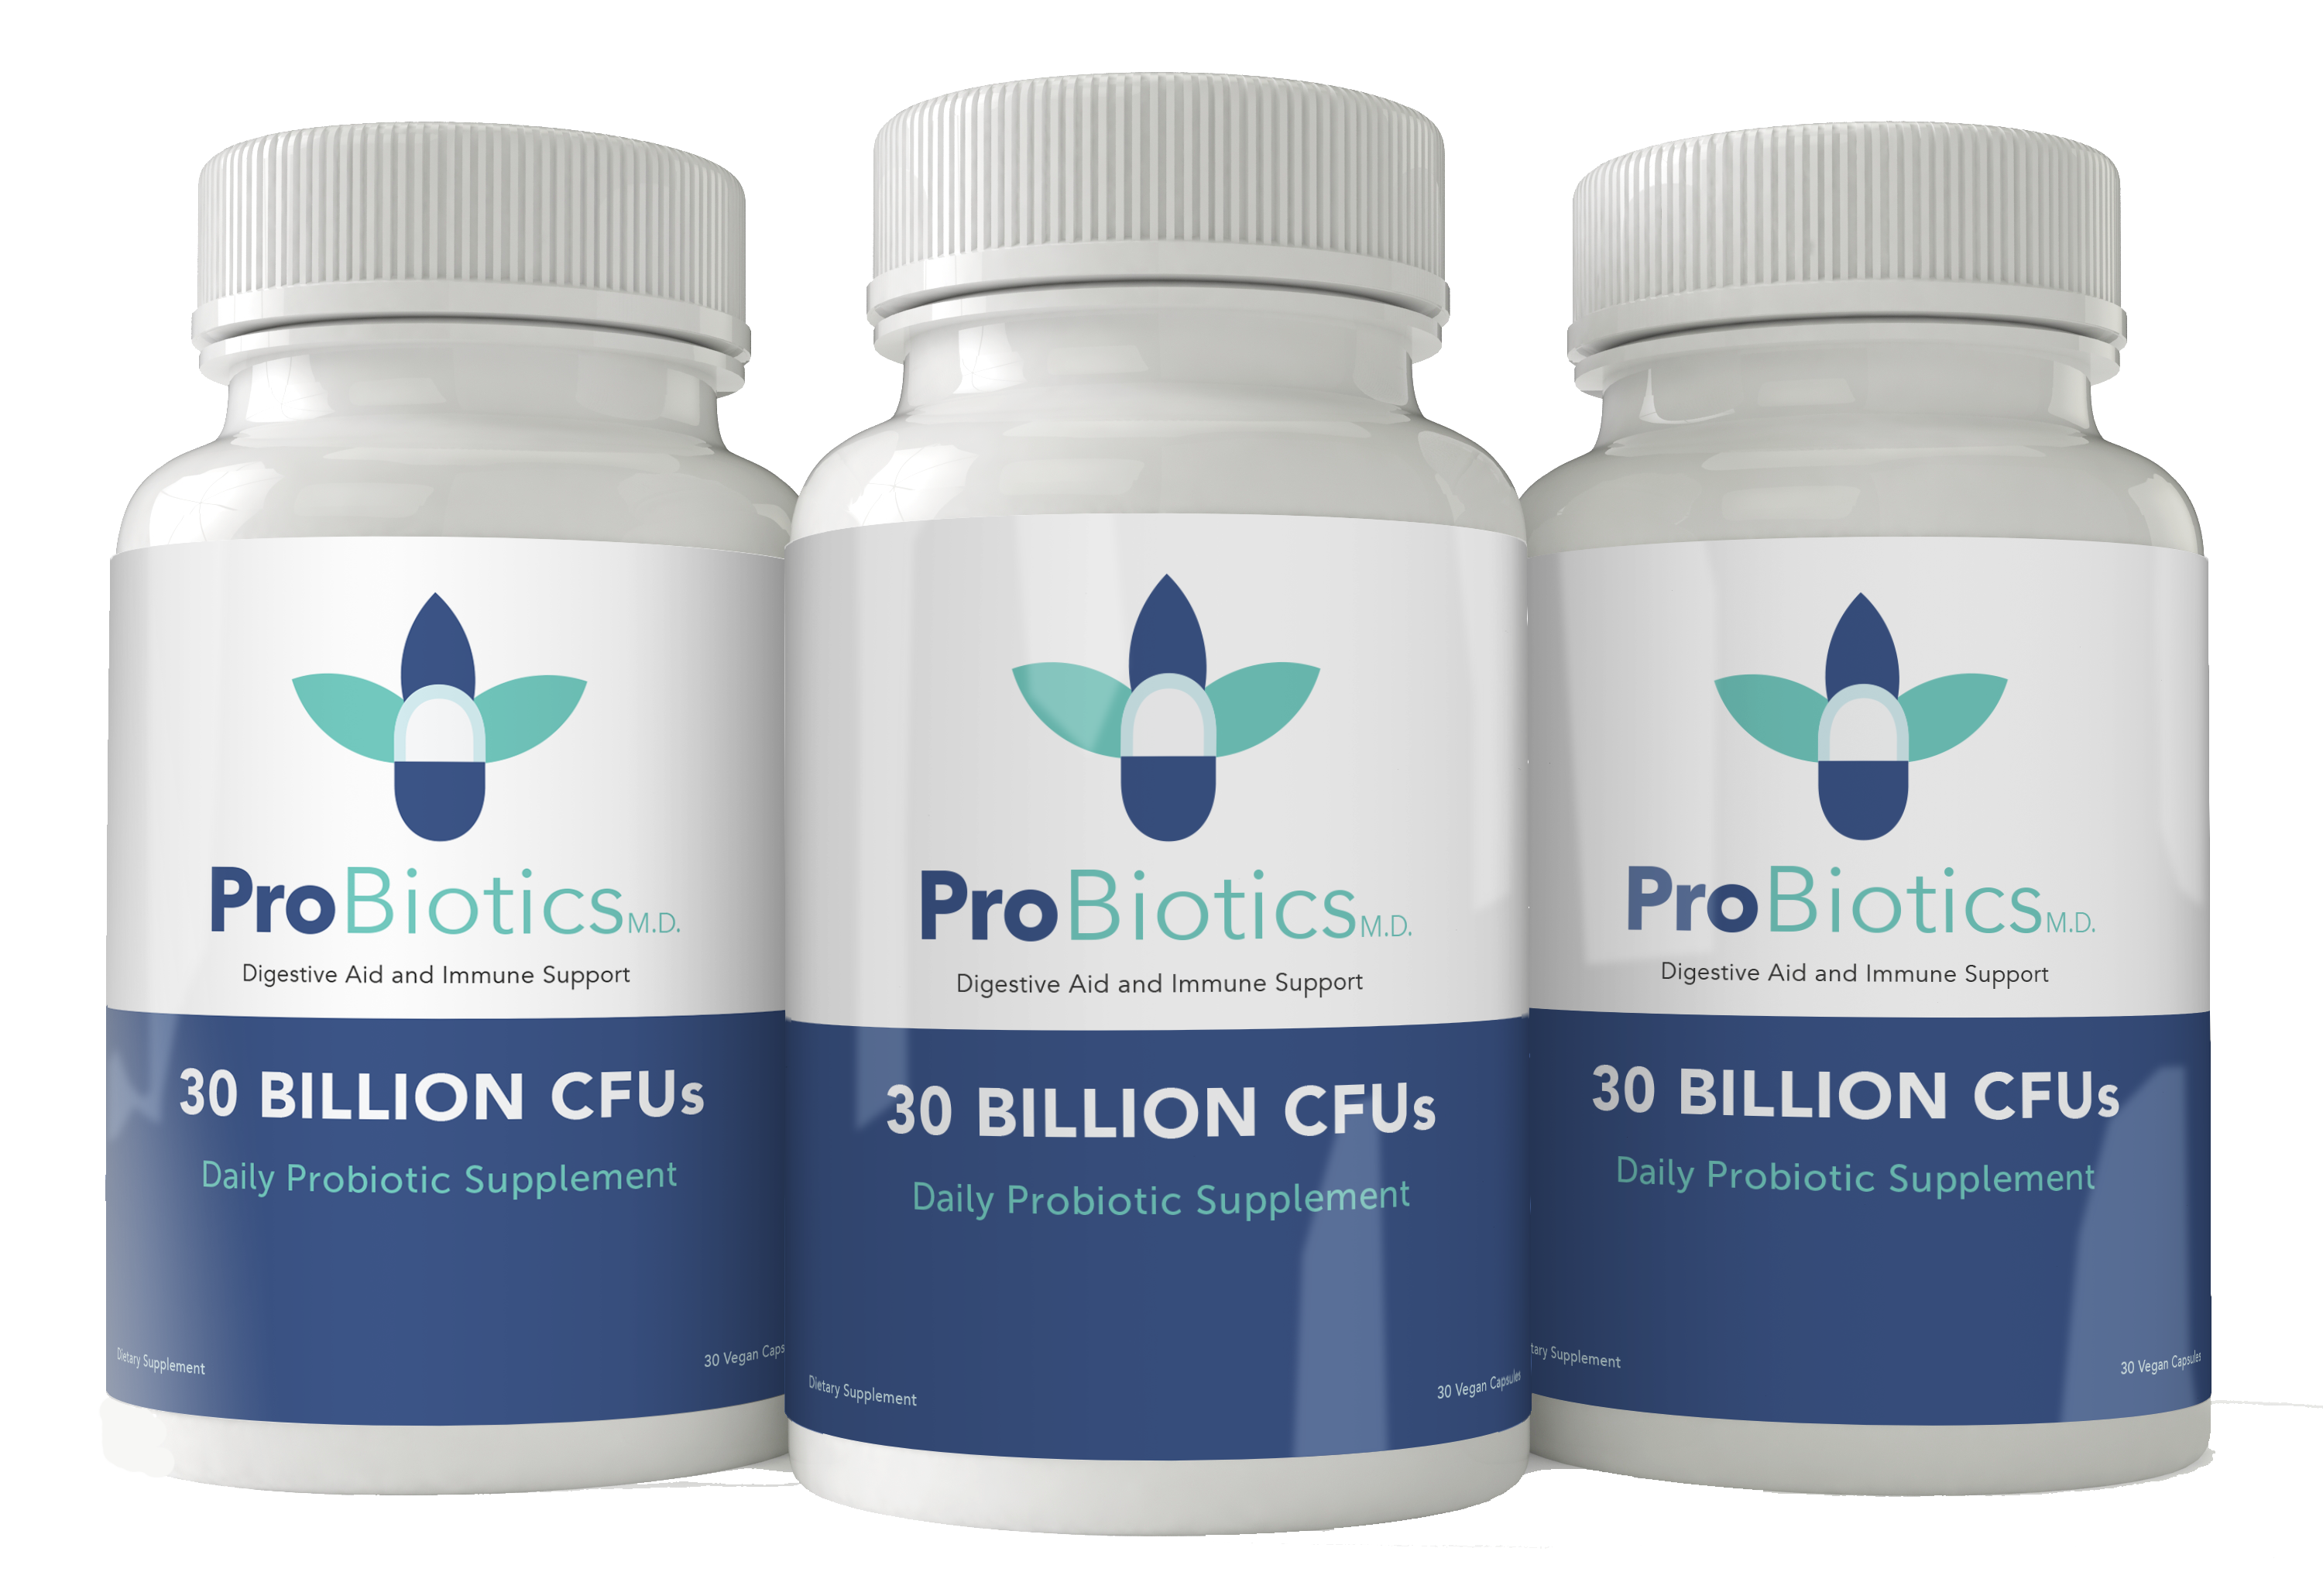 ProBiotics M.D.
Digestive Aid and Immune Support
30 BILLION CFUs
Daily Probiotic Supplement
Dietary Supplement
30 Vegan Caps
ProBiotics M.D.
Digestive Aid and Immune Support
30 BILLION CFUs
Daily Probiotic Supplement
Dietary Supplement
30 Vegan Capsules
ProBiotics M.D.
Digestive Aid and Immune Support
30 BILLION CFUs
Daily Probiotic Supplement
tary Supplement
30 Vegan Capsules